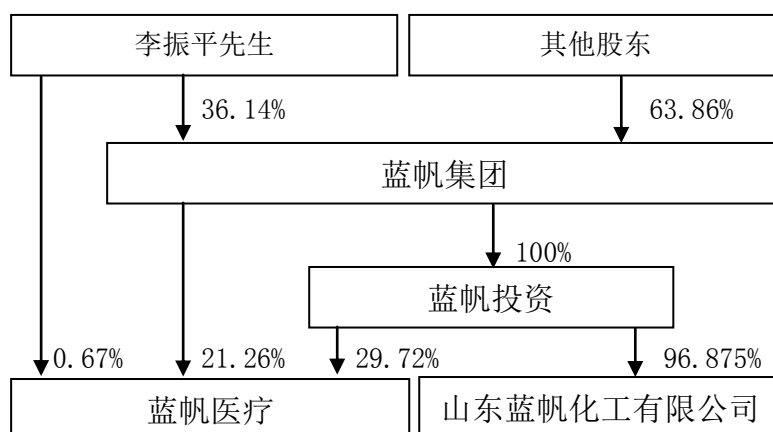 李振平先生
其他股东
36.14%
63.86%
蓝帆集团
100%
蓝帆投资
0.67%
21.26%
29.72%
96.875%
蓝帆医疗
山东蓝帆化工有限公司